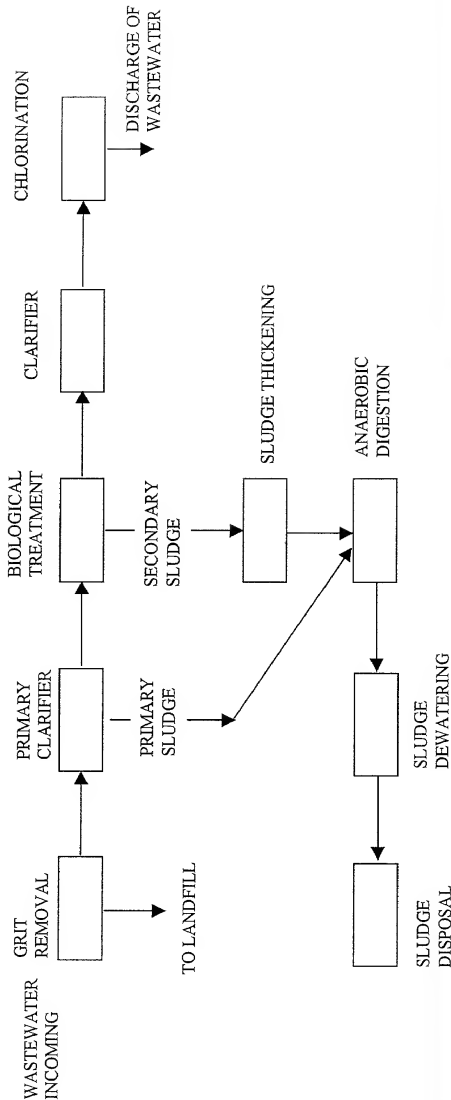 WASTEWATER
INCOMING
GRIT
REMOVAL
TO LANDFILL
PRIMARY
CLARIFIER
PRIMARY
SLUDGE
BIOLOGICAL
TREATMENT
SECONDARY
SLUDGE
CLARIFIER
CHLORINATION
DISCHARGE OF
WASTEWATER
SLUDGE THICKENING
ANAEROBIC
DIGESTION
SLUDGE
DEWATERING
SLUDGE
DISPOSAL